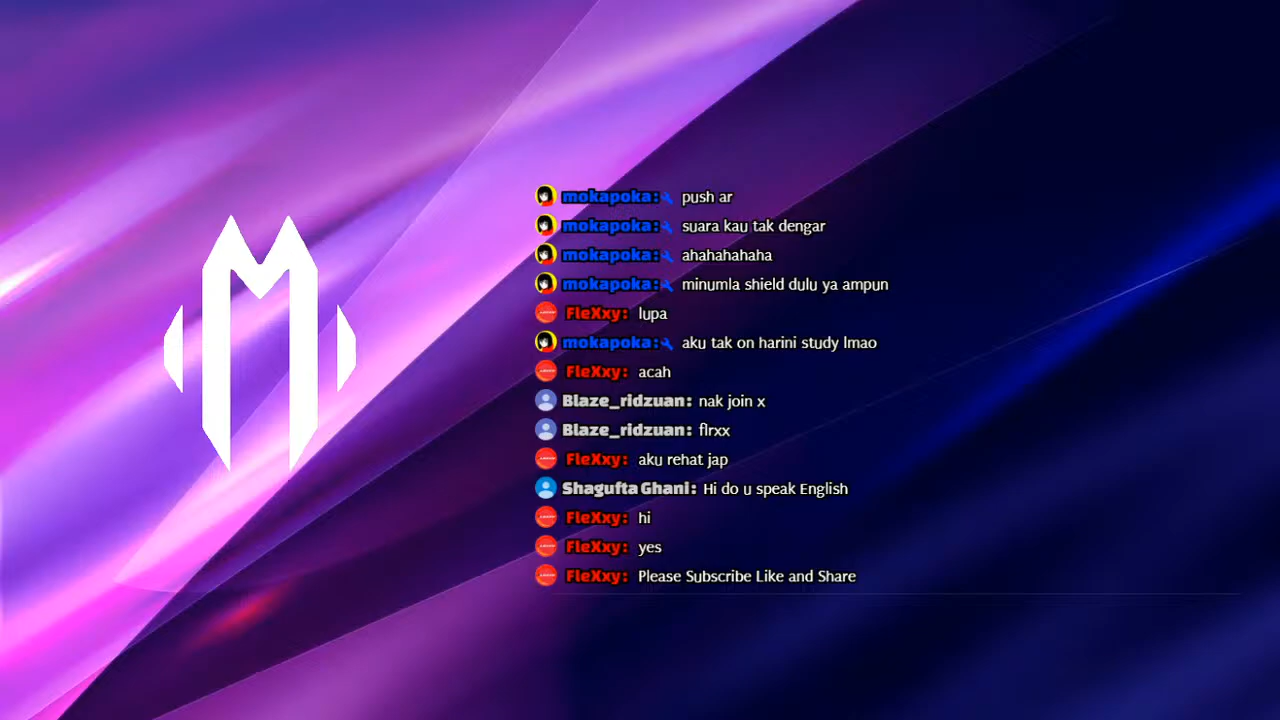 mokapoka: push ar
mokapoka: suara kau tak dengar
mokapoka: ahahahahaha
mokapoka: minumla shield dulu ya ampun
FleXxy: lupa
mokapoka: aku tak on harini study lmao
FleXxy: acah
Blaze_ridzuan: nak join x
Blaze_ridzuan: flrxx
FleXxy: aku rehat jap
Shagufta Ghani: Hi do u speak English
FleXxy: hi
FleXxy: yes
FleXxy: Please Subscribe Like and Share